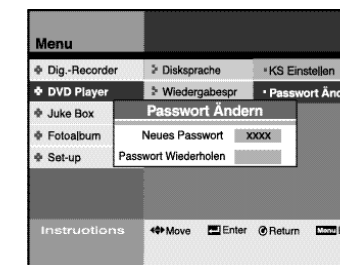 Menu
Dig.-Recorder
Disksprache
KS Einstellen
DVD Player
Wiedergabespr
Passwort Änd
Juke Box
Passwort Ändern
Fotoalbum
Neues Passwort XXXX
Set-up
Passwort Wiederholen
Instructions
Move
Enter
Return
Menu